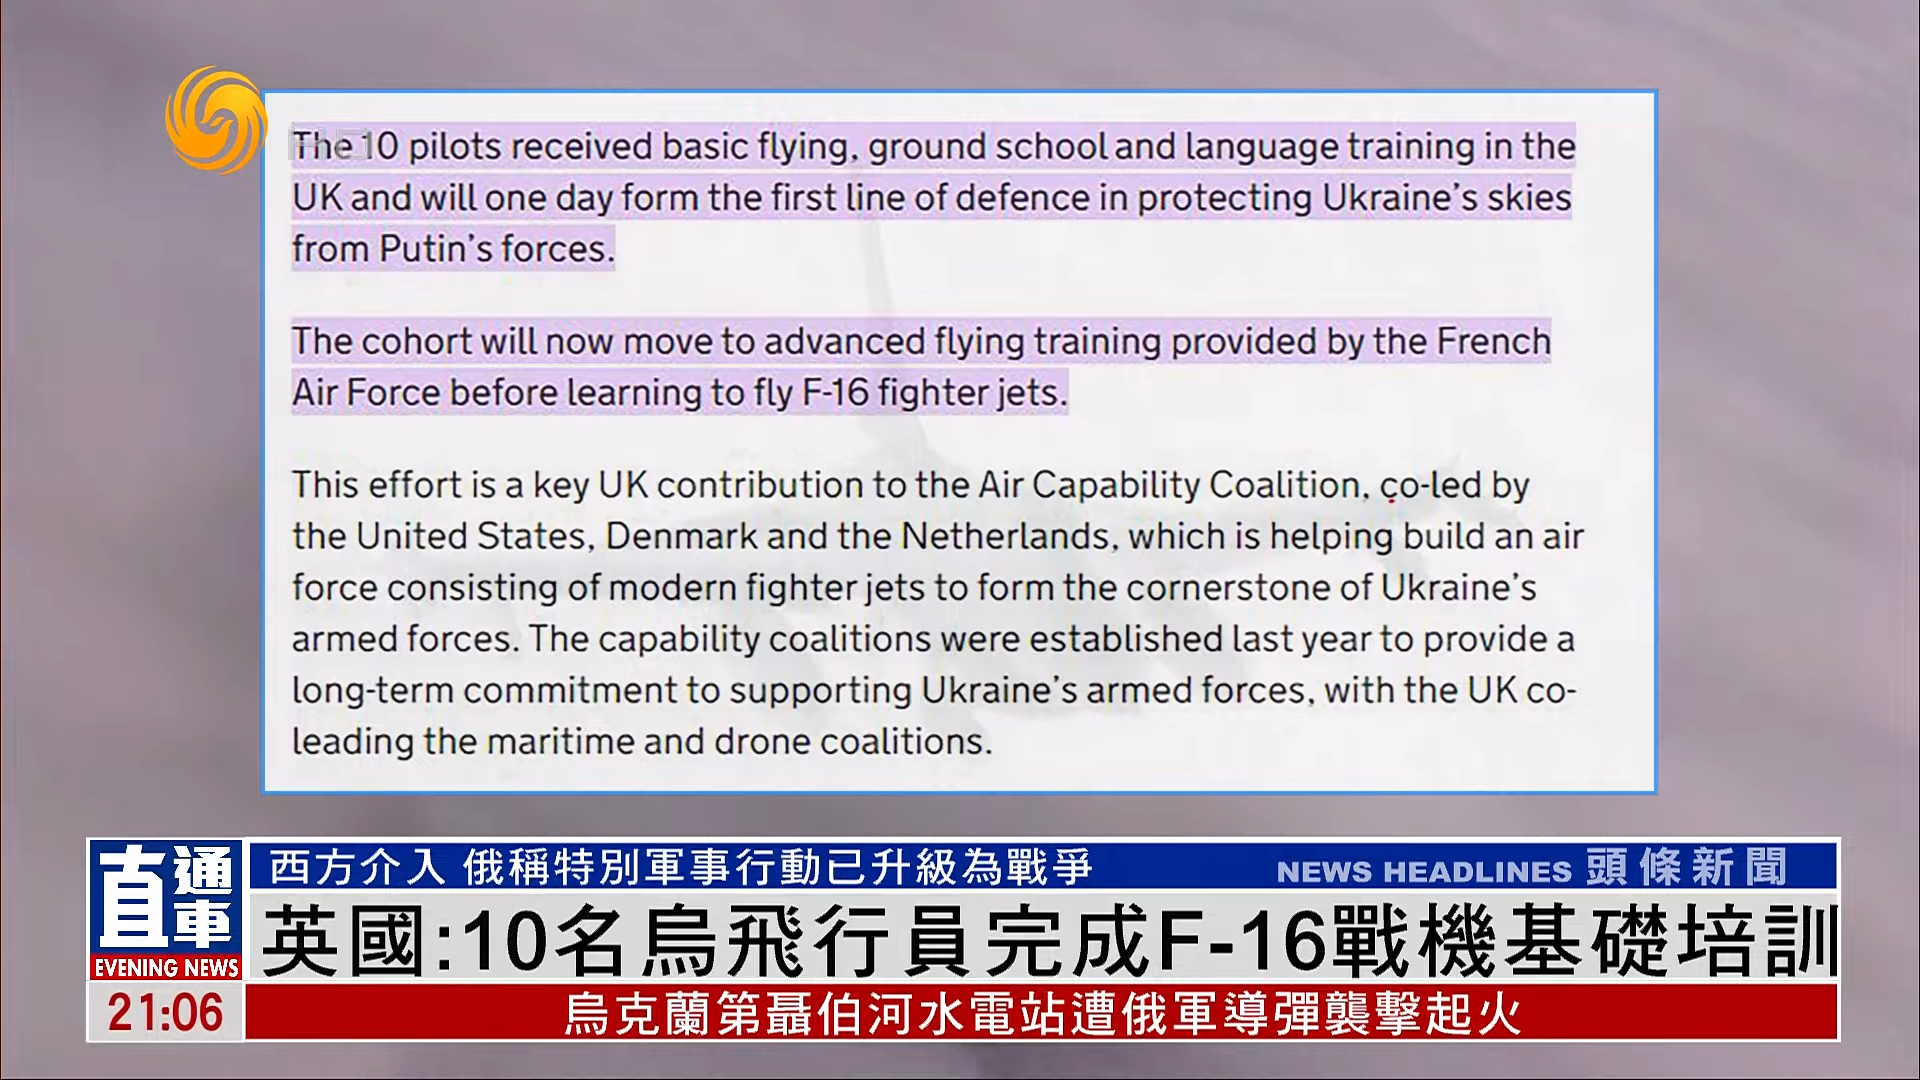 The 10 pilots received basic flying, ground school and language training in the
UK and will one day form the first line of defence in protecting Ukraine's skies
from Putin's forces.
The cohort will now move to advanced flying training provided by the French
Air Force before learning to fly F-16 fighter jets.
This effort is a key UK contribution to the Air Capability Coalition, co-led by
the United States, Denmark and the Netherlands, which is helping build an air
force consisting of modern fighter jets to form the cornerstone of Ukraine's
armed forces. The capability coalitions were established last year to provide a
long-term commitment to supporting Ukraine's armed forces, with the UK co-
leading the maritime and drone coalitions.
直通車
EVENING NEWS
21:06
西方介入 俄稱特別軍事行動已升級為戰爭
NEWS HEADLINES 頭條新聞
英國:10名烏飛行員完成F-16戰機基礎培訓
烏克蘭第聶伯河水電站遭俄軍導彈襲擊起火